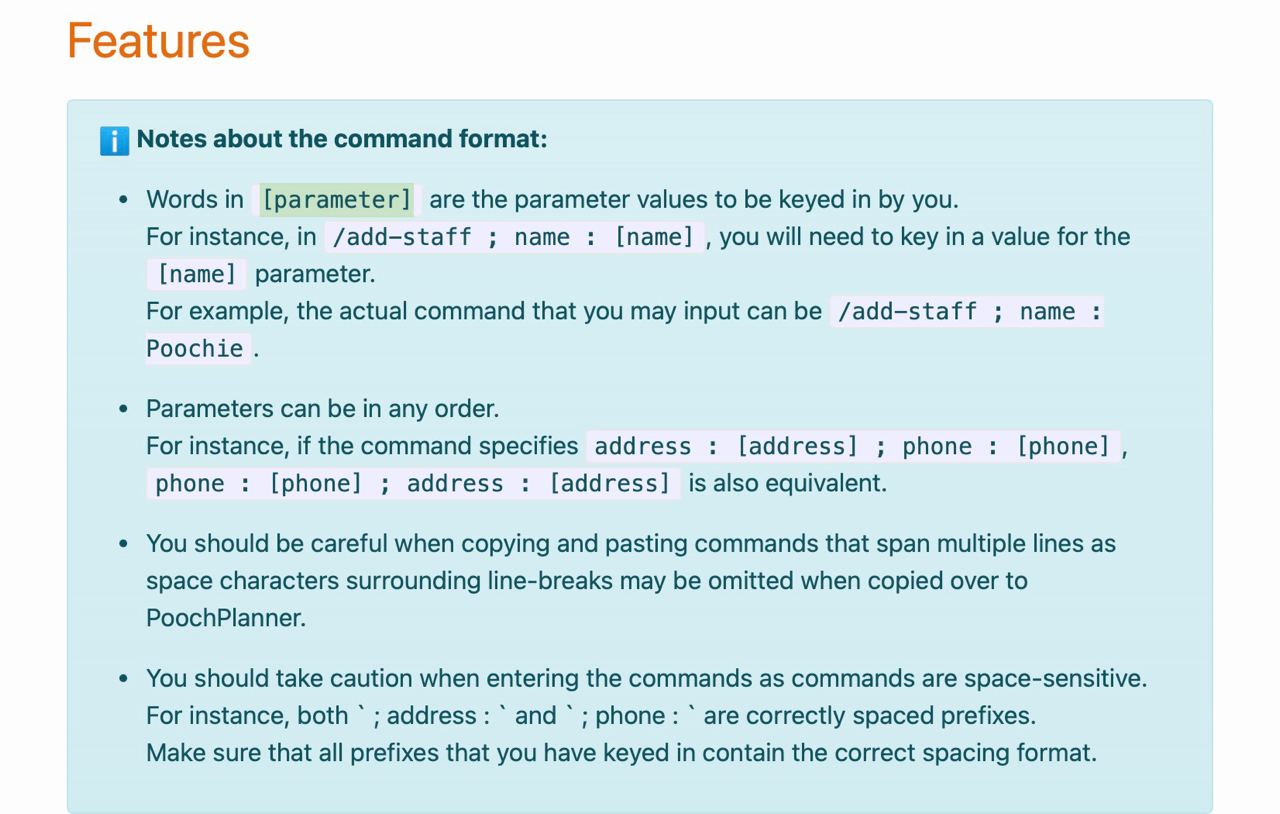 Features
ℹ️ Notes about the command format:
• Words in [parameter] are the parameter values to be keyed in by you.
For instance, in /add-staff ; name : [name] , you will need to key in a value for the
[name] parameter.
For example, the actual command that you may input can be /add-staff ; name :
Poochie .
• Parameters can be in any order.
For instance, if the command specifies address : [address] ; phone : [phone] ,
phone : [phone] ; address : [address] is also equivalent.
• You should be careful when copying and pasting commands that span multiple lines as
space characters surrounding line-breaks may be omitted when copied over to
PoochPlanner.
• You should take caution when entering the commands as commands are space-sensitive.
For instance, both ` ; address : ` and ` ; phone : ` are correctly spaced prefixes.
Make sure that all prefixes that you have keyed in contain the correct spacing format.